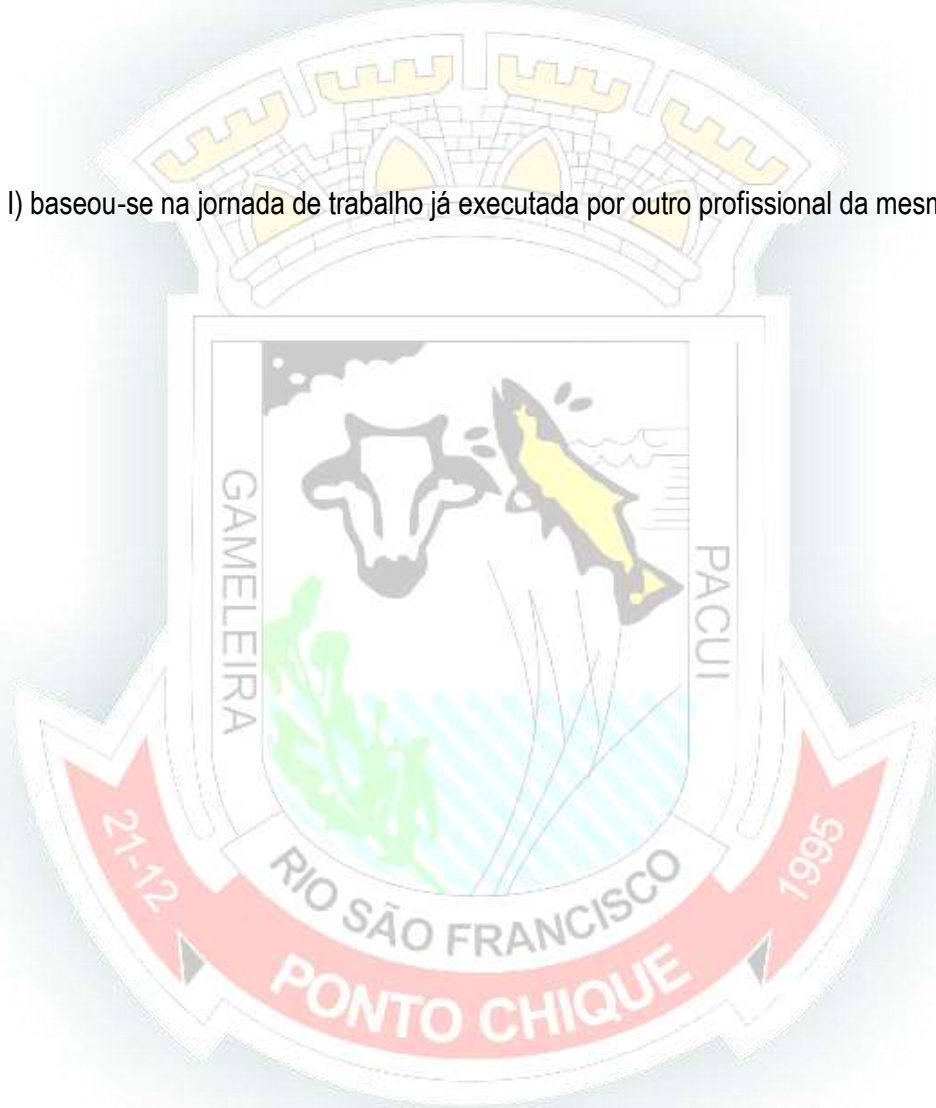 I) baseou-se na jornada de trabalho já executada por outro profissional da
GAMELEIRA
PACUI
RIO SÃO FRANCISCO
21-12
PONTO CHIQUE
1995